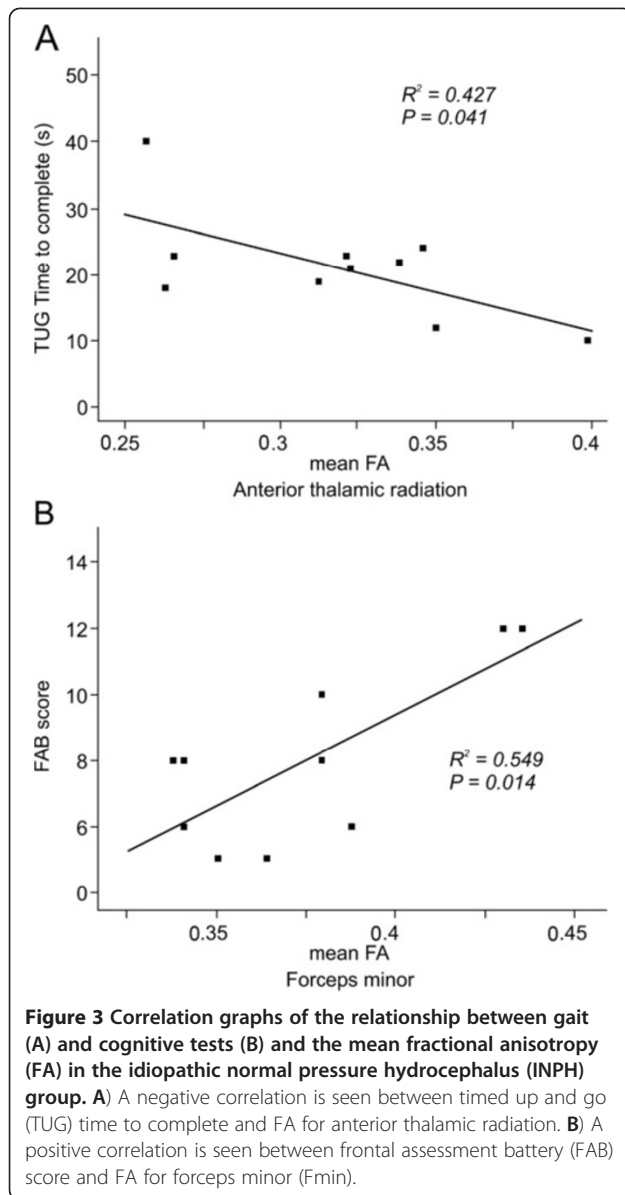 A
50
40
30
20
10
0
TUG Time to complete (s)
R² = 0.427
P = 0.041
0.25 0.3 0.35 0.4
mean FA
Anterior thalamic radiation
B
14
12
10
8
6
0
FAB score
R² = 0.549
P = 0.014
0.35 0.4 0.45
mean FA
Forceps minor
Figure 3 Correlation graphs of the relationship between gait
(A) and cognitive tests (B) and the mean fractional anisotropy
(FA) in the idiopathic normal pressure hydrocephalus (INPH)
group. A) A negative correlation is seen between timed up and go
(TUG) time to complete and FA for anterior thalamic radiation. B) A
positive correlation is seen between frontal assessment battery (FAB)
score and FA for forceps minor (Fmin).